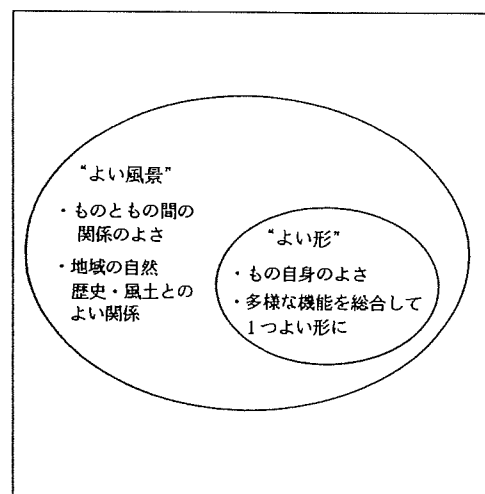 “よい風景”
・ものともの間の
関係のよさ
・地域の自然
歴史・風土との
よい関係
“よい形”
・もの自身のよさ
・多様な機能を総合して
1つよい形に